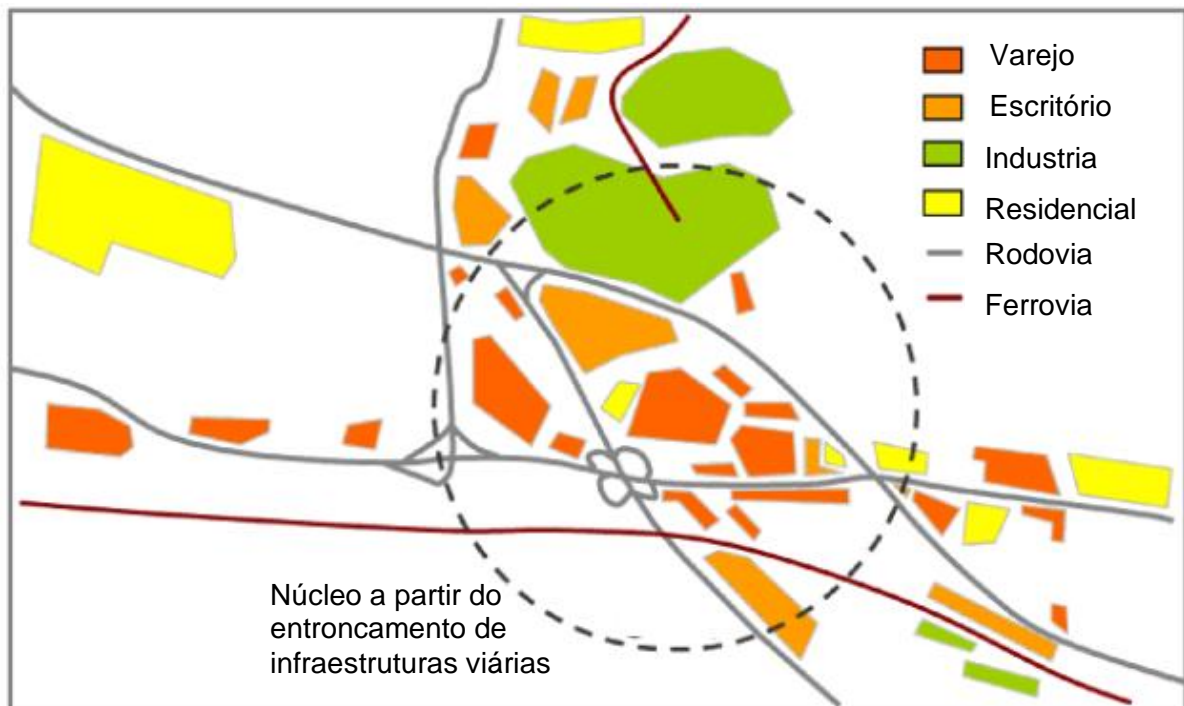 Varejo
Escritório
Industria
Residencial
Rodovia
Ferrovia
Núcleo a partir do
entroncamento de
infraestruturas viárias